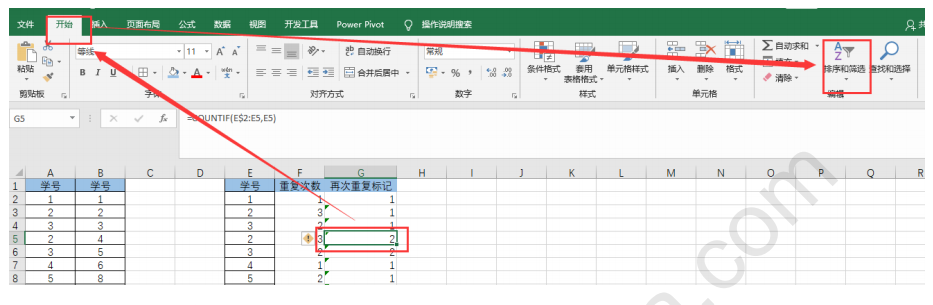 文件 开始 插入 页面布局 公式 数据 视图 开发工具 Power Pivot 操作说明搜索
等线 11 A A 自动换行 常规 自动求和
粘贴 B I U A 合并后居中 % 条件格式 套用 表格格式 单元格样式 插入 删除 格式 清除 排序和筛选 查找和选择
剪贴板 字体 对齐方式 数字 样式 单元格 编辑
G5 fx =COUNTIF(E$2:E5,E5)
A B C D E F G H I J K L M N O P Q R
1 学号 学号 学号 重复次数 再次重复标记
2 1 1 1 1 1
3 2 2 2 3 1
4 3 3 3 2 1
5 2 4 2 3 2
6 3 5 3 2 2
7 4 6 4 1 1
8 5 8 5 2 1